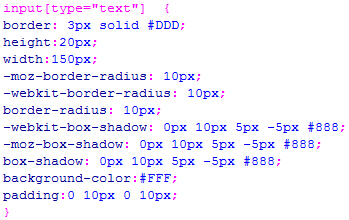 input[type="text"]  {
border: 3px solid #DDD;
height:20px;
width:150px;
-moz-border-radius: 10px;
-webkit-border-radius: 10px;
border-radius: 10px;
-webkit-box-shadow: 0px 10px 5px -5px #888;
-moz-box-shadow: 0px 10px 5px -5px #888;
box-shadow: 0px 10px 5px -5px #888;
background-color:#FFF;
padding:0 10px 0 10px;
}